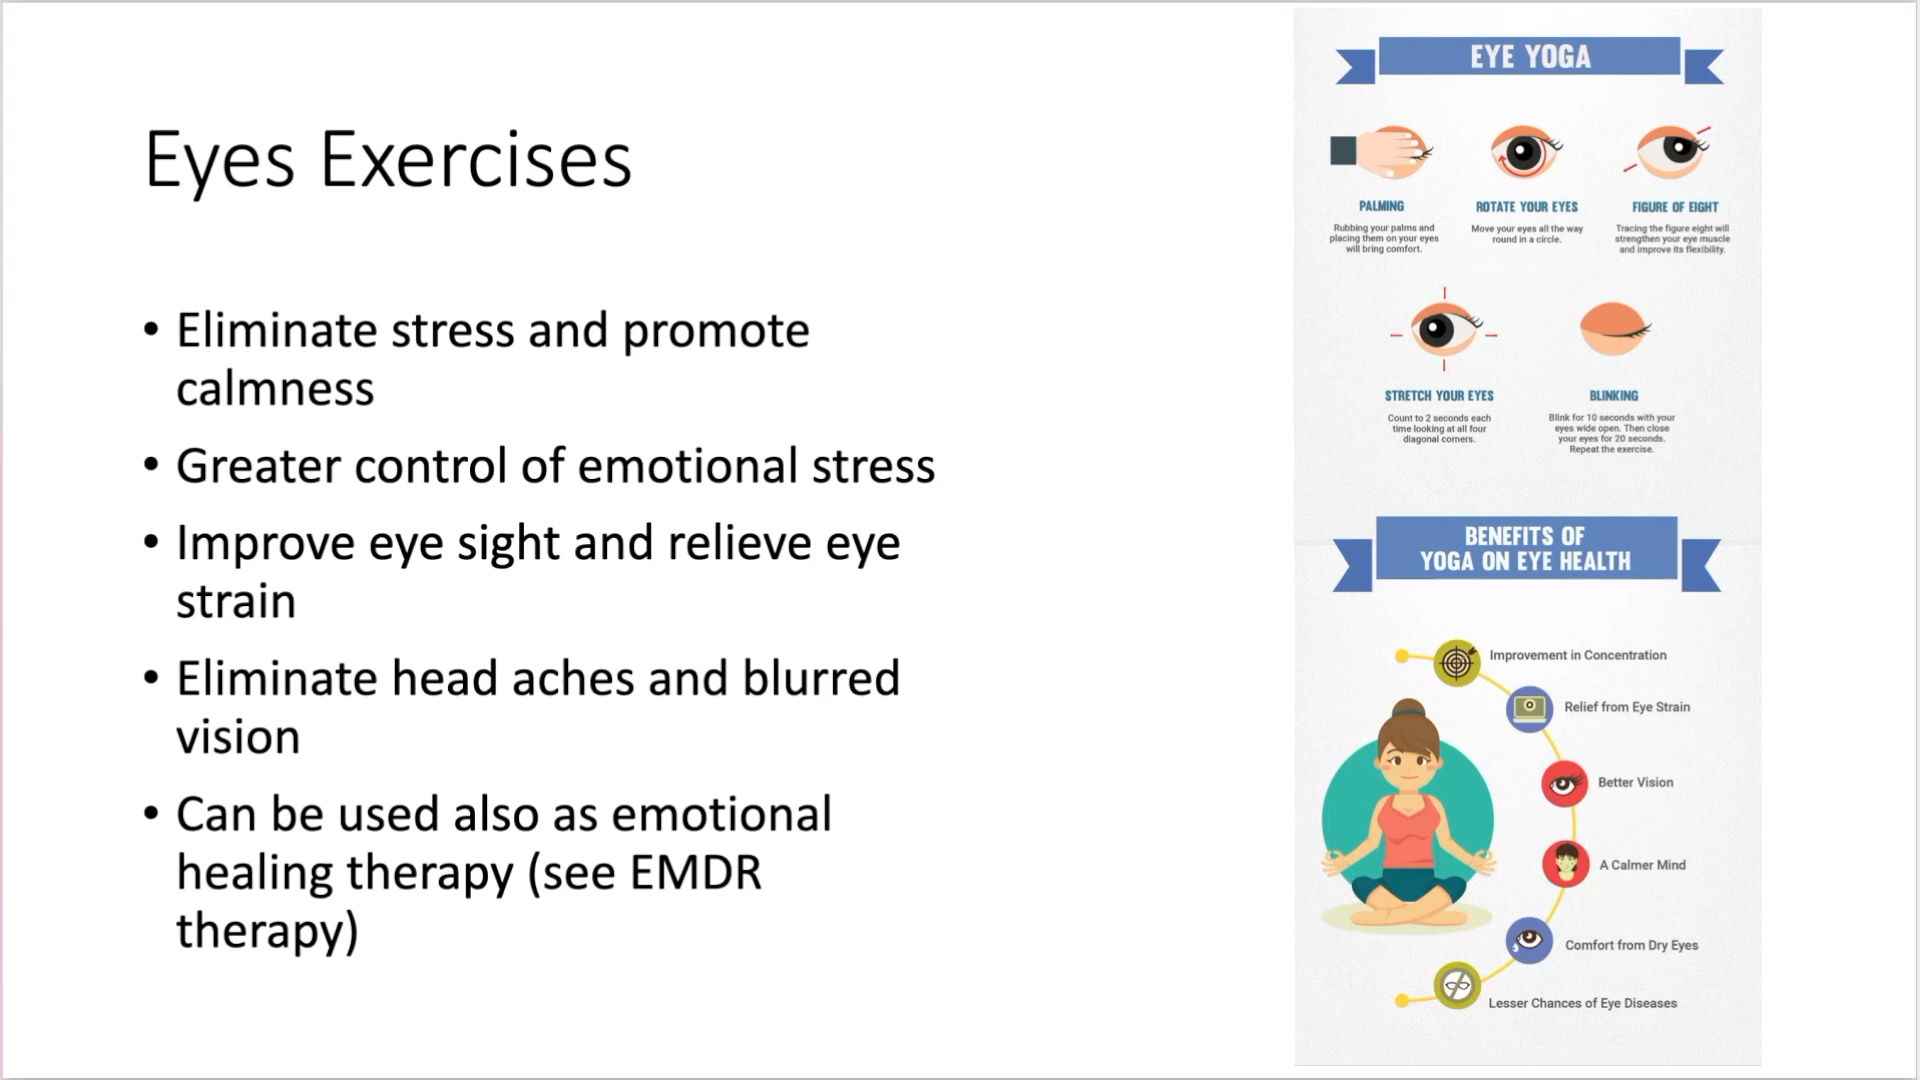 Eyes Exercises
• Eliminate stress and promote
calmness
• Greater control of emotional stress
• Improve eye sight and relieve eye
strain
• Eliminate head aches and blurred
vision
• Can be used also as emotional
healing therapy (see EMDR
therapy)
EYE YOGA
PALMING
Rubbing your palms and
placing them on your eyes
will bring comfort.
ROTATE YOUR EYES
Move your eyes all the way
round in a circle.
FIGURE OF EIGHT
Tracing the figure eight will
strengthen your eye muscle
and improve its flexibility.
STRETCH YOUR EYES
Count to 2 seconds each
time looking at all four
diagonal corners.
BLINKING
Blink for 10 seconds with your
eyes wide open. Then close
your eyes for 20 seconds.
Repeat the exercise.
BENEFITS OF
YOGA ON EYE HEALTH
Improvement in Concentration
Relief from Eye Strain
Better Vision
A Calmer Mind
Comfort from Dry Eyes
Lesser Chances of Eye Diseases